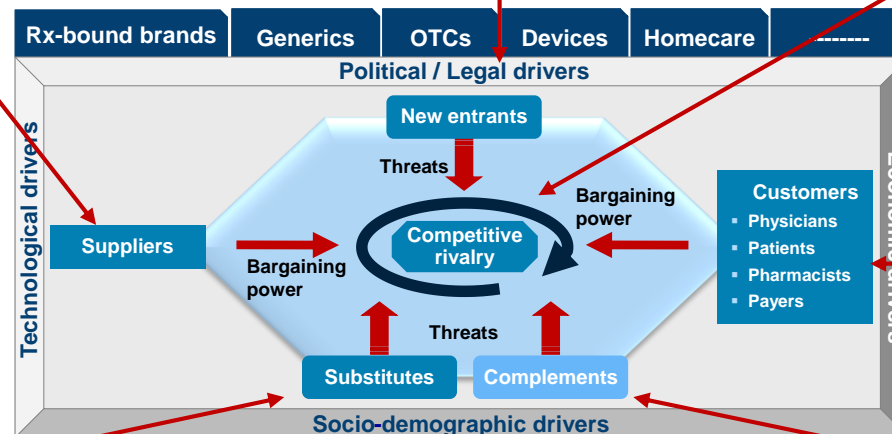 Rx-bound brands
Generics
OTCs
Devices
Homecare
--------
Political / Legal drivers
New entrants
Threats
Technological drivers
Suppliers
Bargaining
power
Competitive
rivalry
Bargaining
power
Customers
▪ Physicians
▪ Patients
▪ Pharmacists
▪ Payers
Threats
Substitutes
Complements
Socio-demographic drivers